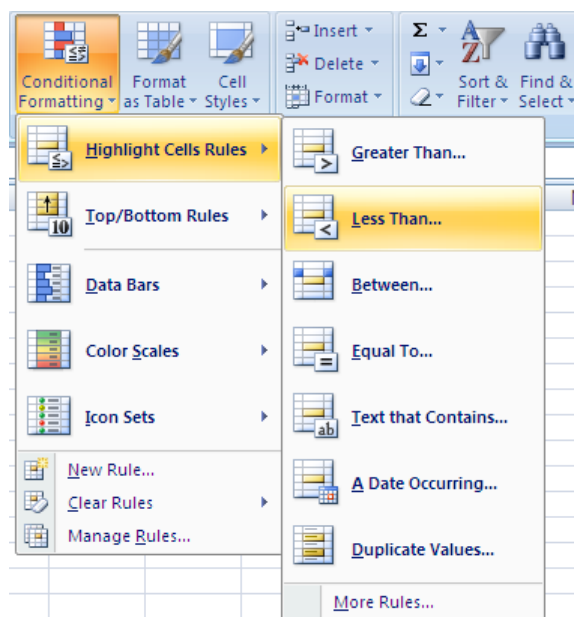 Insert
Delete
Format
Σ
A
Z
Conditional Formatting
Format as Table
Cell Styles
Sort & Filter
Find & Select
Highlight Cells Rules
Top/Bottom Rules
10
Data Bars
Color Scales
Icon Sets
New Rule...
Clear Rules
Manage Rules...
Greater Than...
>
Less Than...
<
Between...
Equal To...
=
Text that Contains...
ab
A Date Occurring...
Duplicate Values...
More Rules...